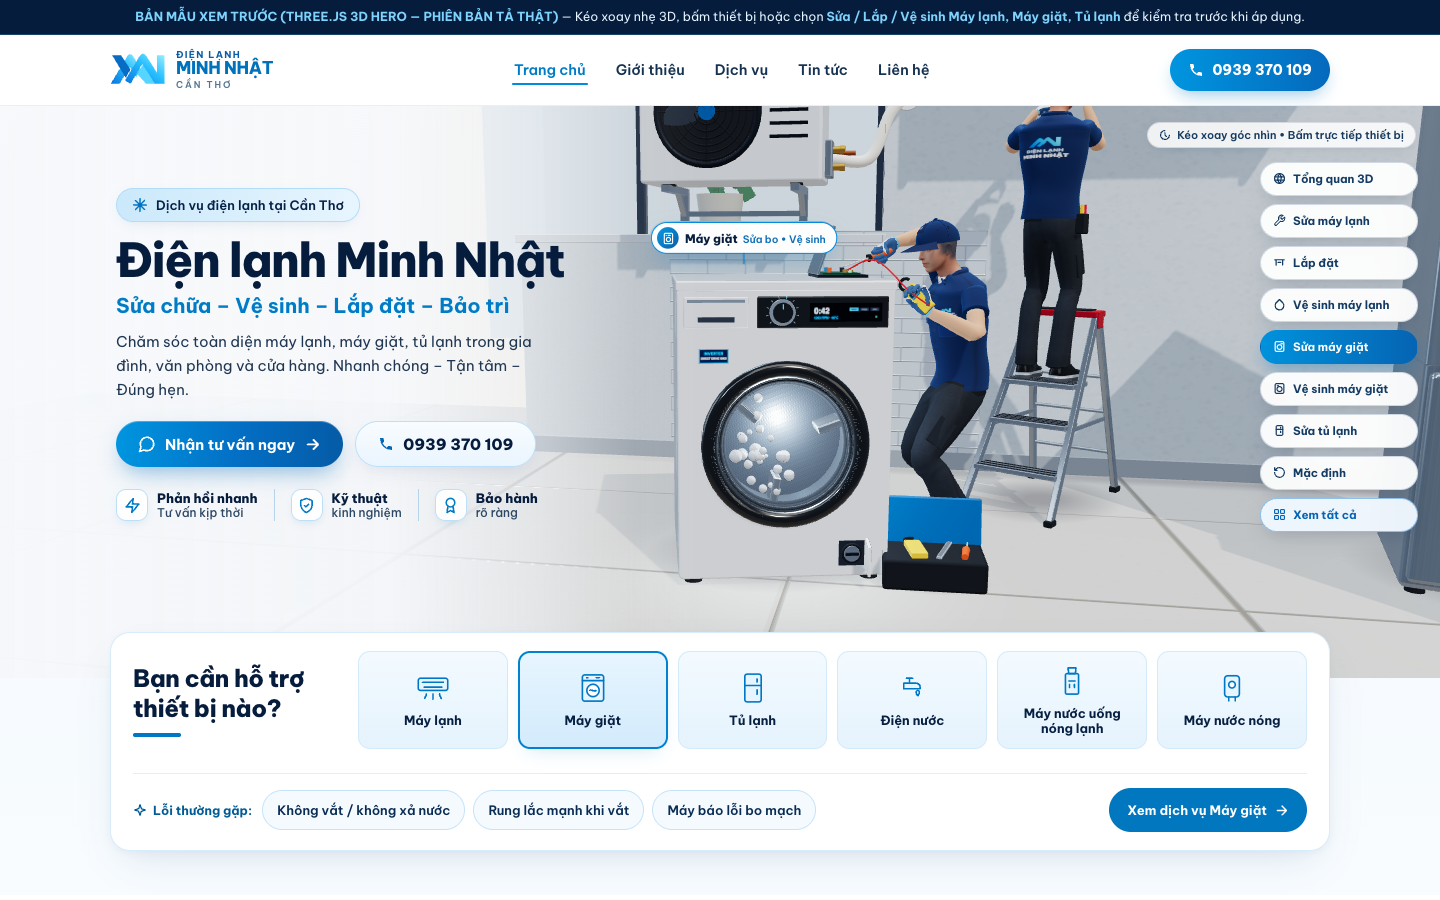 BẢN MẪU XEM TRƯỚC (THREE.JS 3D HERO — PHIÊN BẢN TẢ THẬT) — Kéo xoay nhẹ 3D, bấm thiết bị hoặc chọn Sửa / Lắp / Vệ sinh Máy lạnh, Máy giặt, Tủ lạnh để kiểm tra trước khi áp dụng.
ĐIỆN LẠNH
MINH NHẬT
CẦN THƠ
Trang chủ
Giới thiệu
Dịch vụ
Tin tức
Liên hệ
0939 370 109
Kéo xoay góc nhìn • Bấm trực tiếp thiết bị
Dịch vụ điện lạnh tại Cần Thơ
Điện lạnh Minh Nhật
Sửa chữa – Vệ sinh – Lắp đặt – Bảo trì
Chăm sóc toàn diện máy lạnh, máy giặt, tủ lạnh trong gia
đình, văn phòng và cửa hàng. Nhanh chóng – Tận tâm –
Đúng hẹn.
Nhận tư vấn ngay
0939 370 109
Phản hồi nhanh
Tư vấn kịp thời
Kỹ thuật
kinh nghiệm
Bảo hành
rõ ràng
ĐIỆN LẠNH
MINH NHẬT
Máy giặt Sửa bo • Vệ sinh
0:42
INVERTER
Tổng quan 3D
Sửa máy lạnh
Lắp đặt
Vệ sinh máy lạnh
Sửa máy giặt
Vệ sinh máy giặt
Sửa tủ lạnh
Mặc định
Xem tất cả
Bạn cần hỗ trợ
thiết bị nào?
Máy lạnh
Máy giặt
Tủ lạnh
Điện nước
Máy nước uống
nóng lạnh
Máy nước nóng
Lỗi thường gặp:
Không vắt / không xả nước
Rung lắc mạnh khi vắt
Máy báo lỗi bo mạch
Xem dịch vụ Máy giặt